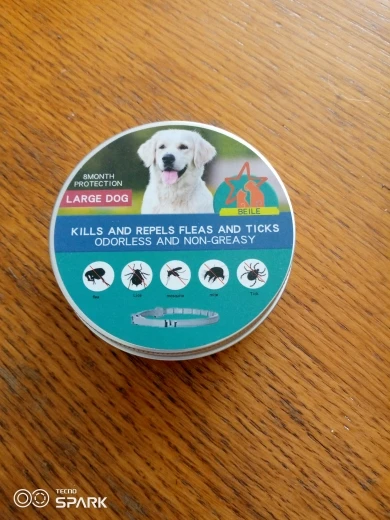 8MONTH
PROTECTION
LARGE DOG
BEILE
KILLS AND REPELS FLEAS AND TICKS
ODORLESS AND NON-GREASY
TECNO
SPARK